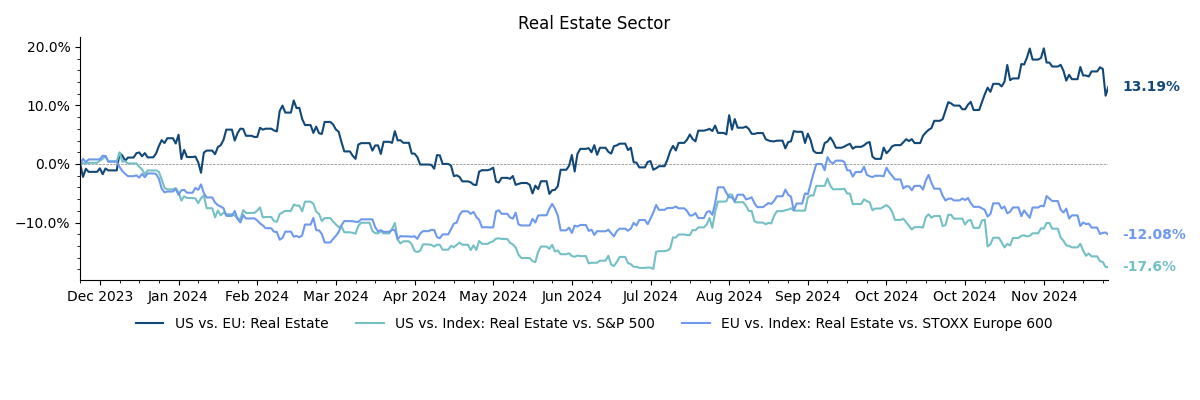 Real Estate Sector
20.0%
10.0%
0.0%
−10.0%
13.19%
-12.08%
-17.6%
Dec 2023 Jan 2024 Feb 2024 Mar 2024 Apr 2024 May 2024 Jun 2024 Jul 2024 Aug 2024 Sep 2024 Oct 2024 Oct 2024 Nov 2024
US vs. EU: Real Estate US vs. Index: Real Estate vs. S&P 500 EU vs. Index: Real Estate vs. STOXX Europe 600